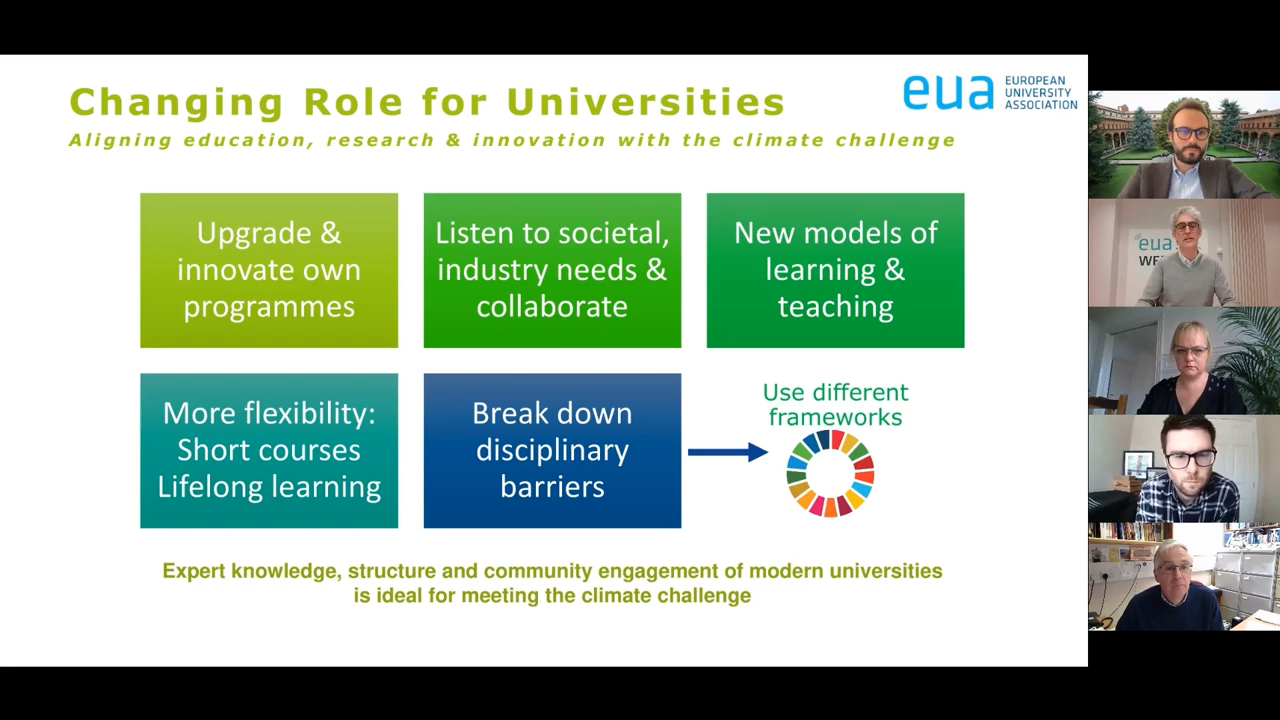 Changing Role for Universities
Aligning education, research & innovation with the climate challenge
eua
EUROPEAN
UNIVERSITY
ASSOCIATION
Upgrade &
innovate own
programmes
Listen to societal,
industry needs &
collaborate
New models of
learning &
teaching
More flexibility:
Short courses
Lifelong learning
Break down
disciplinary
barriers
Use different
frameworks
Expert knowledge, structure and community engagement of modern universities
is ideal for meeting the climate challenge
eua
WE